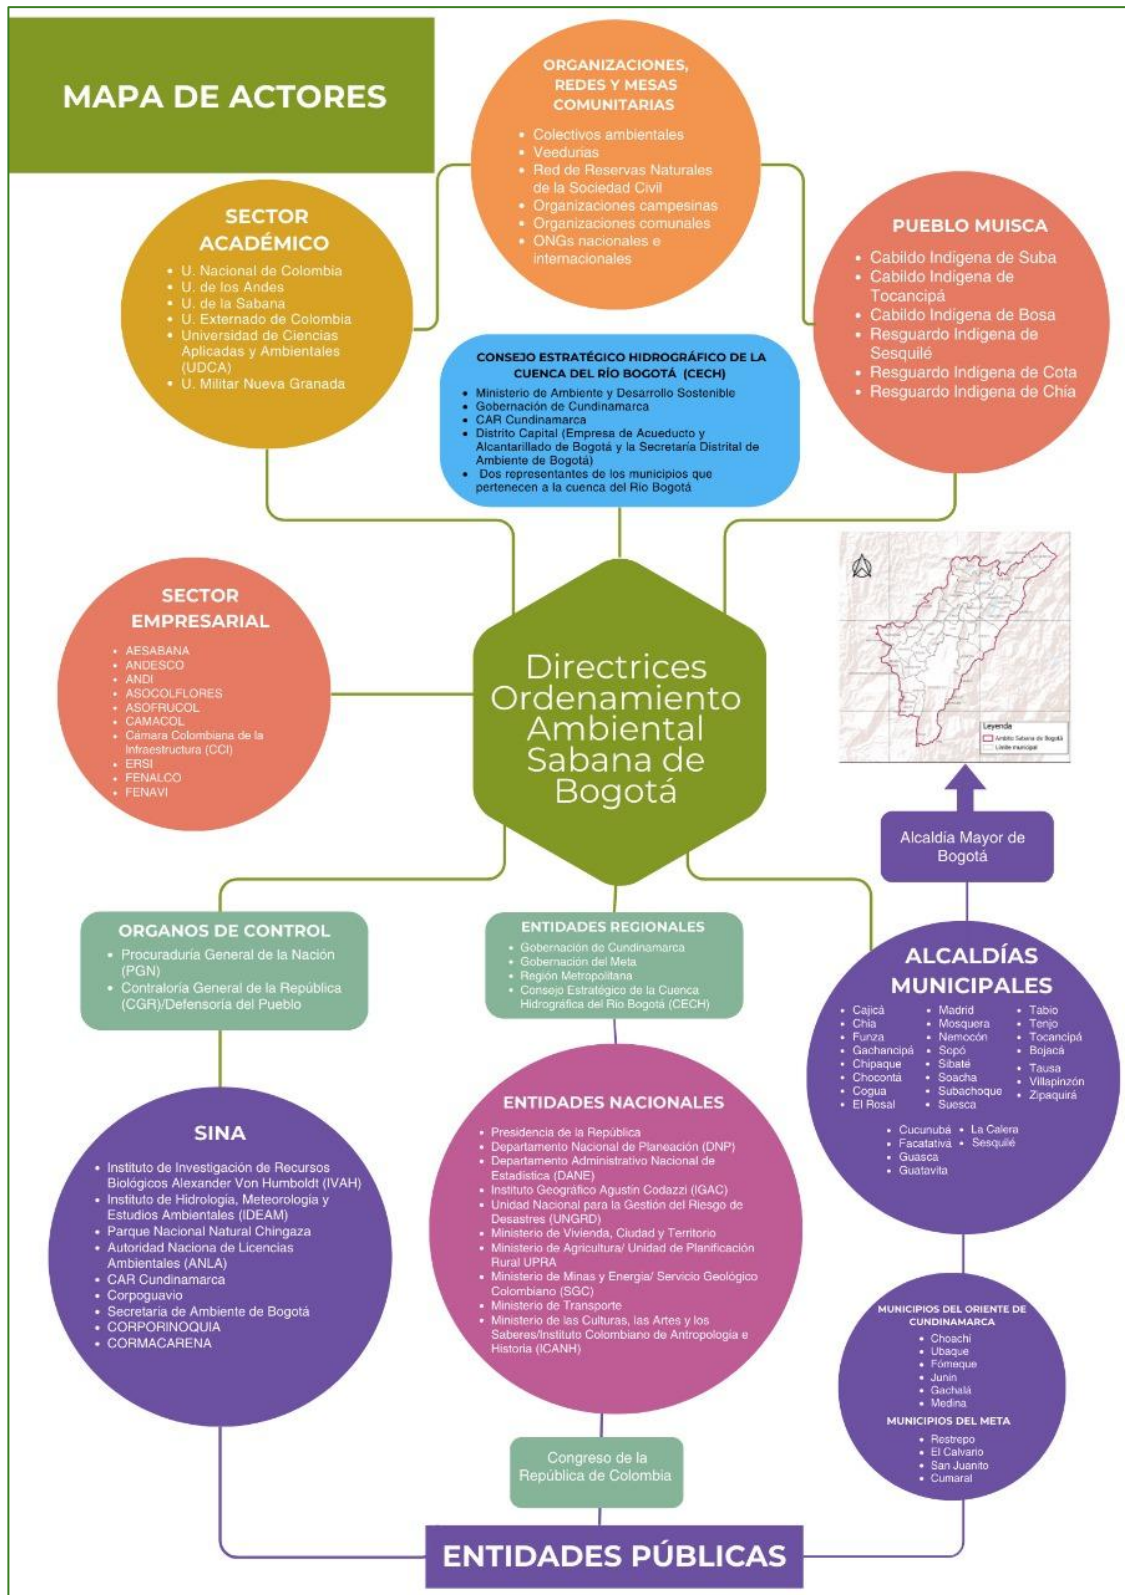 MAPA DE ACTORES
ORGANIZACIONES,
REDES Y MESAS
COMUNITARIAS
• Colectivos ambientales
• Veedurías
• Red de Reservas Naturales
de la Sociedad Civil
• Organizaciones campesinas
• Organizaciones comunales
• ONGs nacionales e
internacionales
SECTOR
ACADÉMICO
• U. Nacional de Colombia
• U. de los Andes
• U. de la Sabana
• U. Externado de Colombia
• Universidad de Ciencias
Aplicadas y Ambientales
(UDCA)
• U. Militar Nueva Granada
PUEBLO MUISCA
• Cabildo Indígena de Suba
• Cabildo Indígena de
Tocancipá
• Cabildo Indígena de Bosa
• Resguardo Indígena de
Sesquilé
• Resguardo Indígena de Cota
• Resguardo Indígena de Chía
CONSEJO ESTRATÉGICO HIDROGRÁFICO DE LA
CUENCA DEL RÍO BOGOTÁ (CECH)
• Ministerio de Ambiente y Desarrollo Sostenible
• Gobernación de Cundinamarca
• CAR Cundinamarca
• Distrito Capital (Empresa de Acueducto y
Alcantarillado de Bogotá y la Secretaría Distrital de
Ambiente de Bogotá)
• Dos representantes de los municipios que
pertenecen a la cuenca del Río Bogotá
SECTOR
EMPRESARIAL
• AESABANA
• ANDESCO
• ANDI
• ASOCOLFLORES
• ASOFRUCOL
• CAMACOL
• Cámara Colombiana de la
Infraestructura (CCI)
• ERSI
• FENALCO
• FENAVI
Directrices
Ordenamiento
Ambiental
Sabana de
Bogotá
Leyenda
Ámbito Sabana de Bogotá
Límite municipal
Alcaldía Mayor de
Bogotá
ORGANOS DE CONTROL
• Procuraduría General de la Nación
(PGN)
• Contraloría General de la República
(CGR)/Defensoría del Pueblo
ENTIDADES REGIONALES
• Gobernación de Cundinamarca
• Gobernación del Meta
• Región Metropolitana
• Consejo Estratégico de la Cuenca
Hidrográfica del Río Bogotá (CECH)
ALCALDÍAS
MUNICIPALES
• Cajicá
• Chía
• Funza
• Gachancipá
• Chipaque
• Chocontá
• Cogua
• El Rosal
• Madrid
• Mosquera
• Nemocón
• Sopó
• Sibaté
• Soacha
• Subachoque
• Suesca
• Tabio
• Tenjo
• Tocancipá
• Bojacá
• Tausa
• Villapinzón
• Zipaquirá
• Cucunubá
• Facatativá
• Guasca
• Guatavita
• La Calera
• Sesquilé
SINA
• Instituto de Investigación de Recursos
Biológicos Alexander Von Humboldt (IVAH)
• Instituto de Hidrología, Meteorología y
Estudios Ambientales (IDEAM)
• Parque Nacional Natural Chingaza
• Autoridad Naciona de Licencias
Ambientales (ANLA)
• CAR Cundinamarca
• Corpoguavio
• Secretaria de Ambiente de Bogotá
• CORPORINOQUIA
• CORMACARENA
ENTIDADES NACIONALES
• Presidencia de la República
• Departamento Nacional de Planeación (DNP)
• Departamento Administrativo Nacional de
Estadística (DANE)
• Instituto Geográfico Agustín Codazzi (IGAC)
• Unidad Nacional para la Gestión del Riesgo de
Desastres (UNGRD)
• Ministerio de Vivienda, Ciudad y Territorio
• Ministerio de Agricultura/ Unidad de Planificación
Rural UPRA
• Ministerio de Minas y Energía/ Servicio Geológico
Colombiano (SGC)
• Ministerio de Transporte
• Ministerio de las Culturas, las Artes y los
Saberes/Instituto Colombiano de Antropología e
Historia (ICANH)
MUNICIPIOS DEL ORIENTE DE
CUNDINAMARCA
• Choachí
• Ubaque
• Fómeque
• Junín
• Gachalá
• Medina
MUNICIPIOS DEL META
• Restrepo
• El Calvario
• San Juanito
• Cumaral
Congreso de la
República de Colombia
ENTIDADES PÚBLICAS